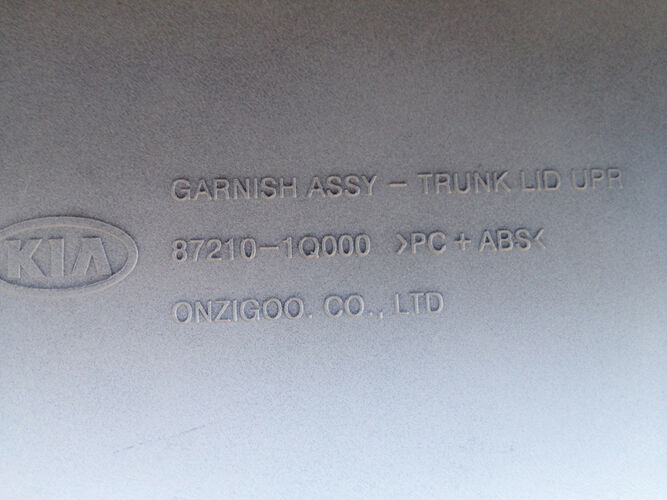 GARNISH ASSY - TRUNK LID UPR
KIA 87210-1Q000 >PC + ABS<
ONZIGOO. CO., LTD